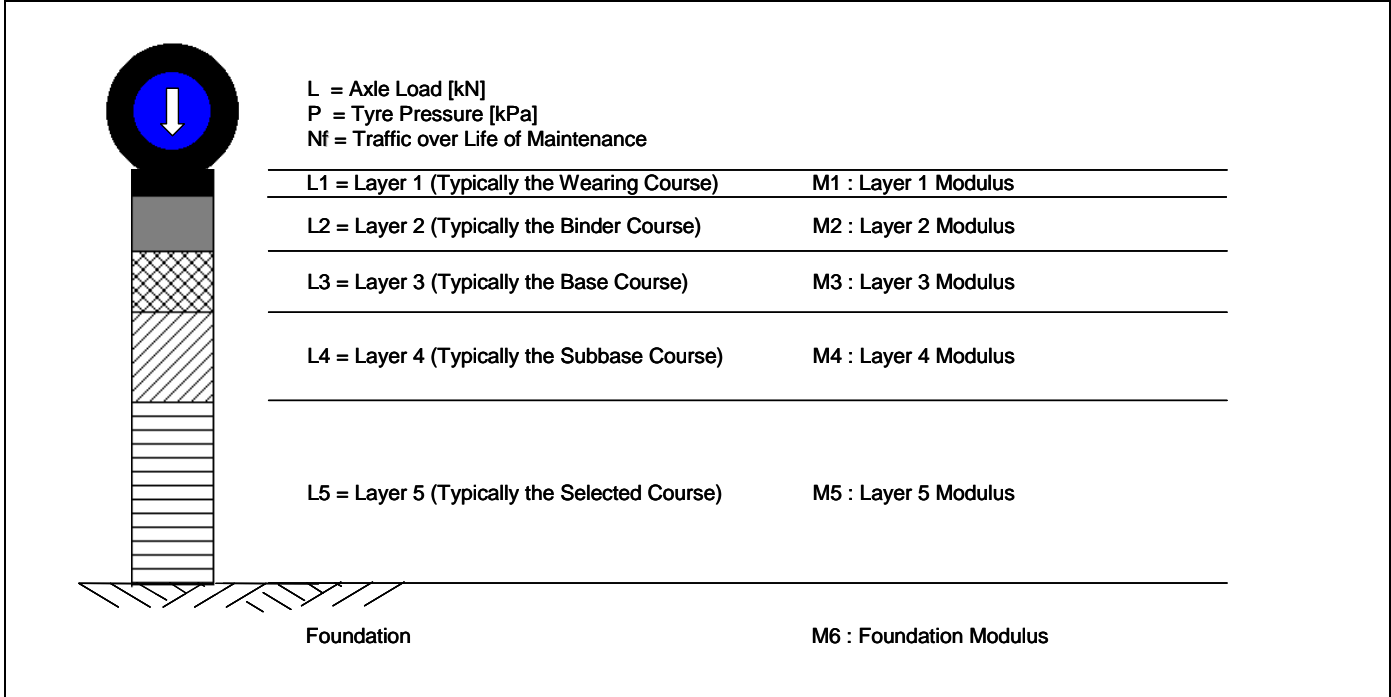 L = Axle Load [kN]
P = Tyre Pressure [kPa]
Nf = Traffic over Life of Maintenance
L1 = Layer 1 (Typically the Wearing Course) M1 : Layer 1 Modulus
L2 = Layer 2 (Typically the Binder Course) M2 : Layer 2 Modulus
L3 = Layer 3 (Typically the Base Course) M3 : Layer 3 Modulus
L4 = Layer 4 (Typically the Subbase Course) M4 : Layer 4 Modulus
L5 = Layer 5 (Typically the Selected Course) M5 : Layer 5 Modulus
Foundation M6 : Foundation Modulus